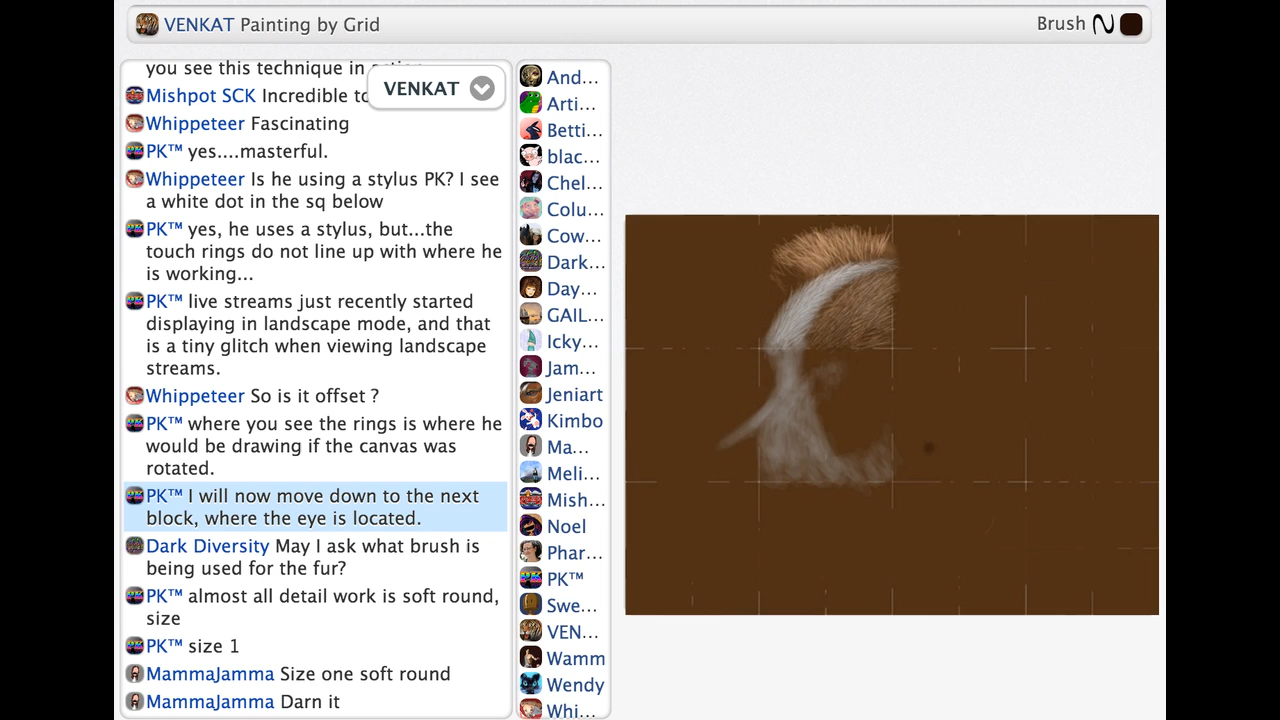 VENKAT Painting by Grid
Brush
you see this technique in
VENKAT
Mishpot SCK Incredible to
Whippeteer Fascinating
PK™ yes....masterful.
Whippeteer Is he using a stylus PK? I see
a white dot in the sq below
PK™ yes, he uses a stylus, but...the
touch rings do not line up with where he
is working...
PK™ live streams just recently started
displaying in landscape mode, and that
is a tiny glitch when viewing landscape
streams.
Whippeteer So is it offset ?
PK™ where you see the rings is where he
would be drawing if the canvas was
rotated.
PK™ I will now move down to the next
block, where the eye is located.
Dark Diversity May I ask what brush is
being used for the fur?
PK™ almost all detail work is soft round,
size
PK™ size 1
MammaJamma Size one soft round
MammaJamma Darn it
And...
Arti...
Betti...
blac...
Chel...
Colu...
Cow...
Dark...
Day...
GAIL...
Icky...
Jam...
Jeniart
Kimbo
Ma...
Meli...
Mish...
Noel
Phar...
PK™
Swe...
VEN...
Wamm
Wendy
Whi...